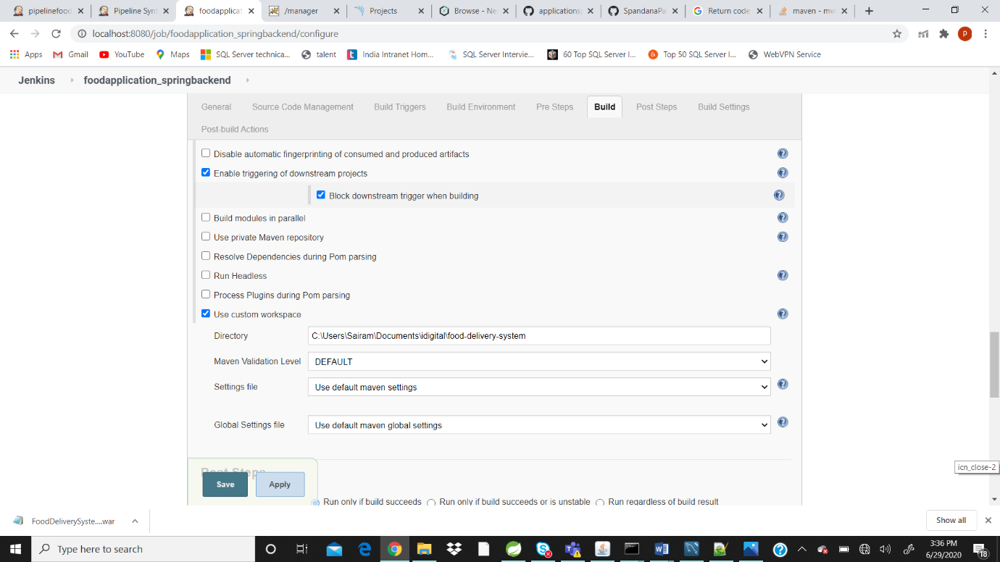 pipelinefood
Pipeline Syn
foodapplicat
/manager
Projects
Browse - Ne
applicationsp
SpandanaPa
Return code
maven - mv
localhost:8080/job/foodapplication_springbackend/configure
P
Apps
Gmail
YouTube
Maps
SQL Server technica...
talent
India Intranet Hom...
SQL Server Intervie...
60 Top SQL Server I...
Top 50 SQL Server I...
WebVPN Service
Jenkins
foodapplication_springbackend
General
Source Code Management
Build Triggers
Build Environment
Pre Steps
Build
Post Steps
Build Settings
Post-build Actions
Disable automatic fingerprinting of consumed and produced artifacts
Enable triggering of downstream projects
Block downstream trigger when building
Build modules in parallel
Use private Maven repository
Resolve Dependencies during Pom parsing
Run Headless
Process Plugins during Pom parsing
Use custom workspace
Directory
C:\Users\Sairam\Documents\idigital\food-delivery-system
Maven Validation Level
DEFAULT
Settings file
Use default maven settings
Global Settings file
Use default maven global settings
icn_close-2
Post Steps
Save
Apply
Run only if build succeeds
Run only if build succeeds or is unstable
Run regardless of build result
FoodDeliverySyste....war
Show all
Type here to search
3:36 PM
6/29/2020
18